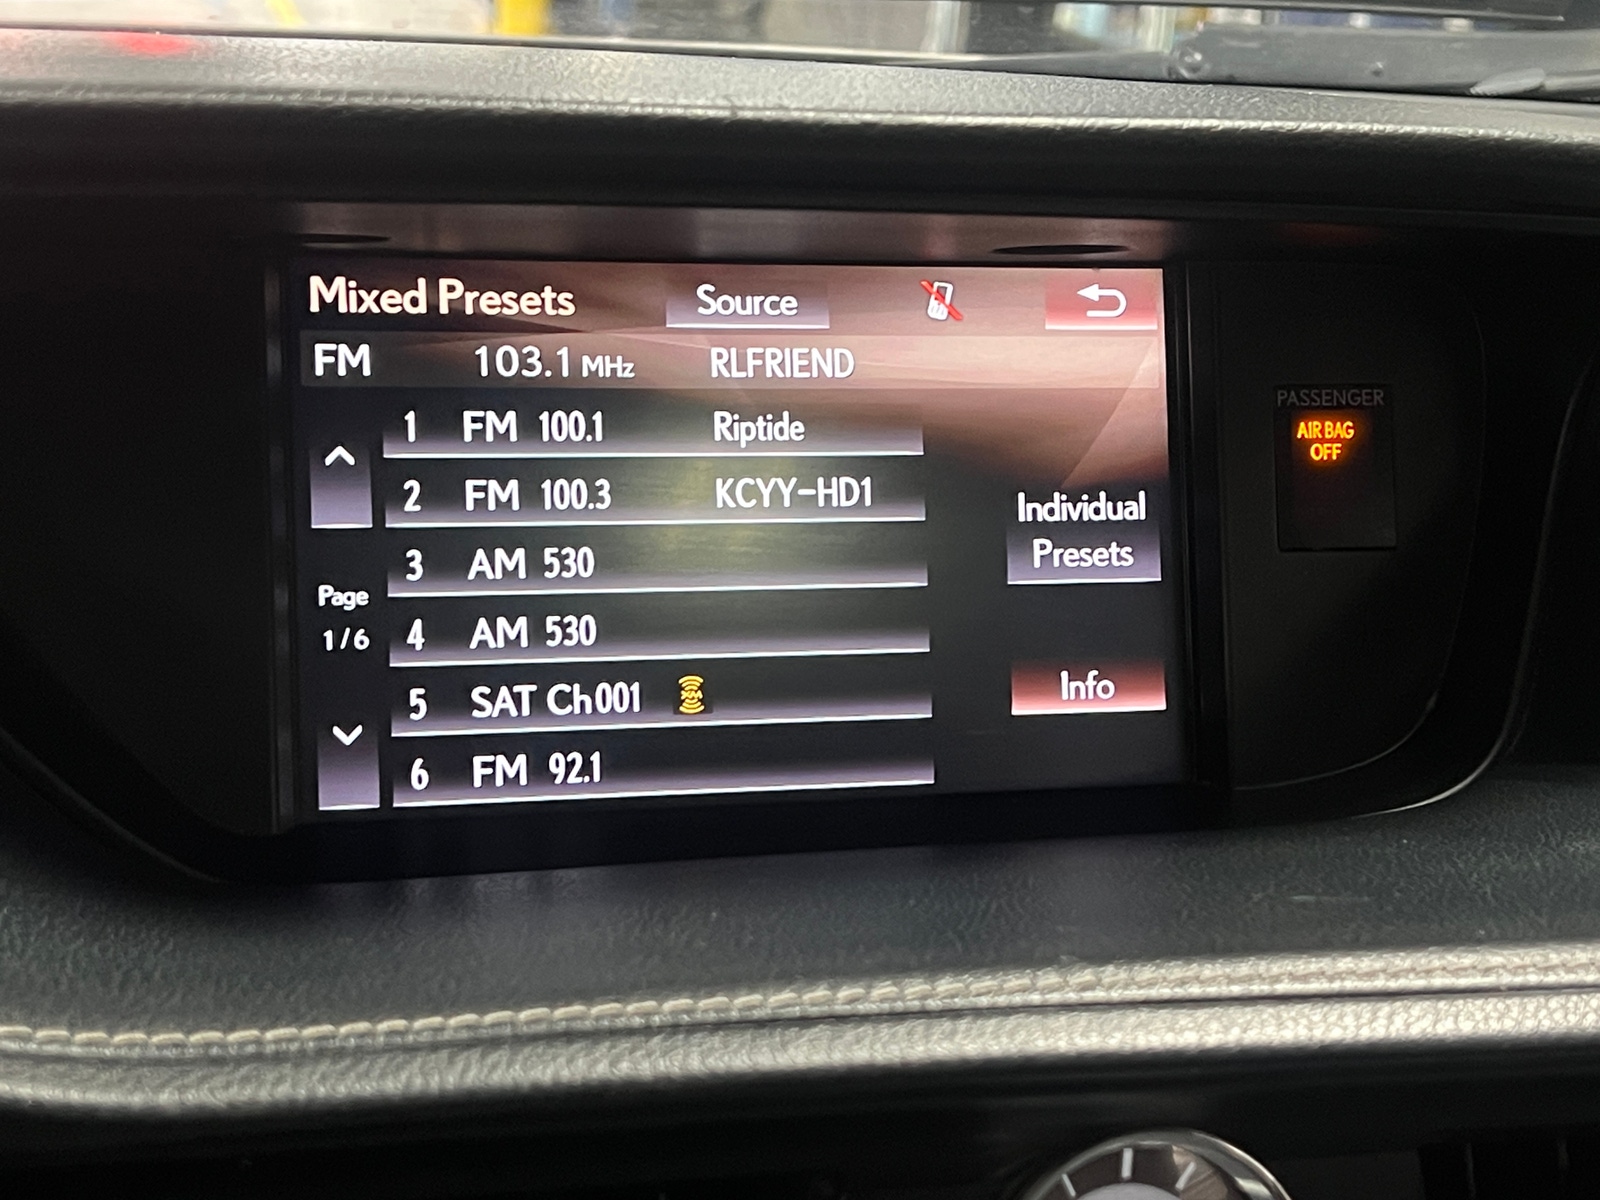 Mixed Presets Source
FM 103.1 MHz RLFRIEND
1 FM 100.1 Riptide
2 FM 100.3 KCYY-HD1
3 AM 530
4 AM 530
5 SAT Ch001 XM
6 FM 92.1
Page
1/6
Individual
Presets
Info
PASSENGER
AIR BAG
OFF